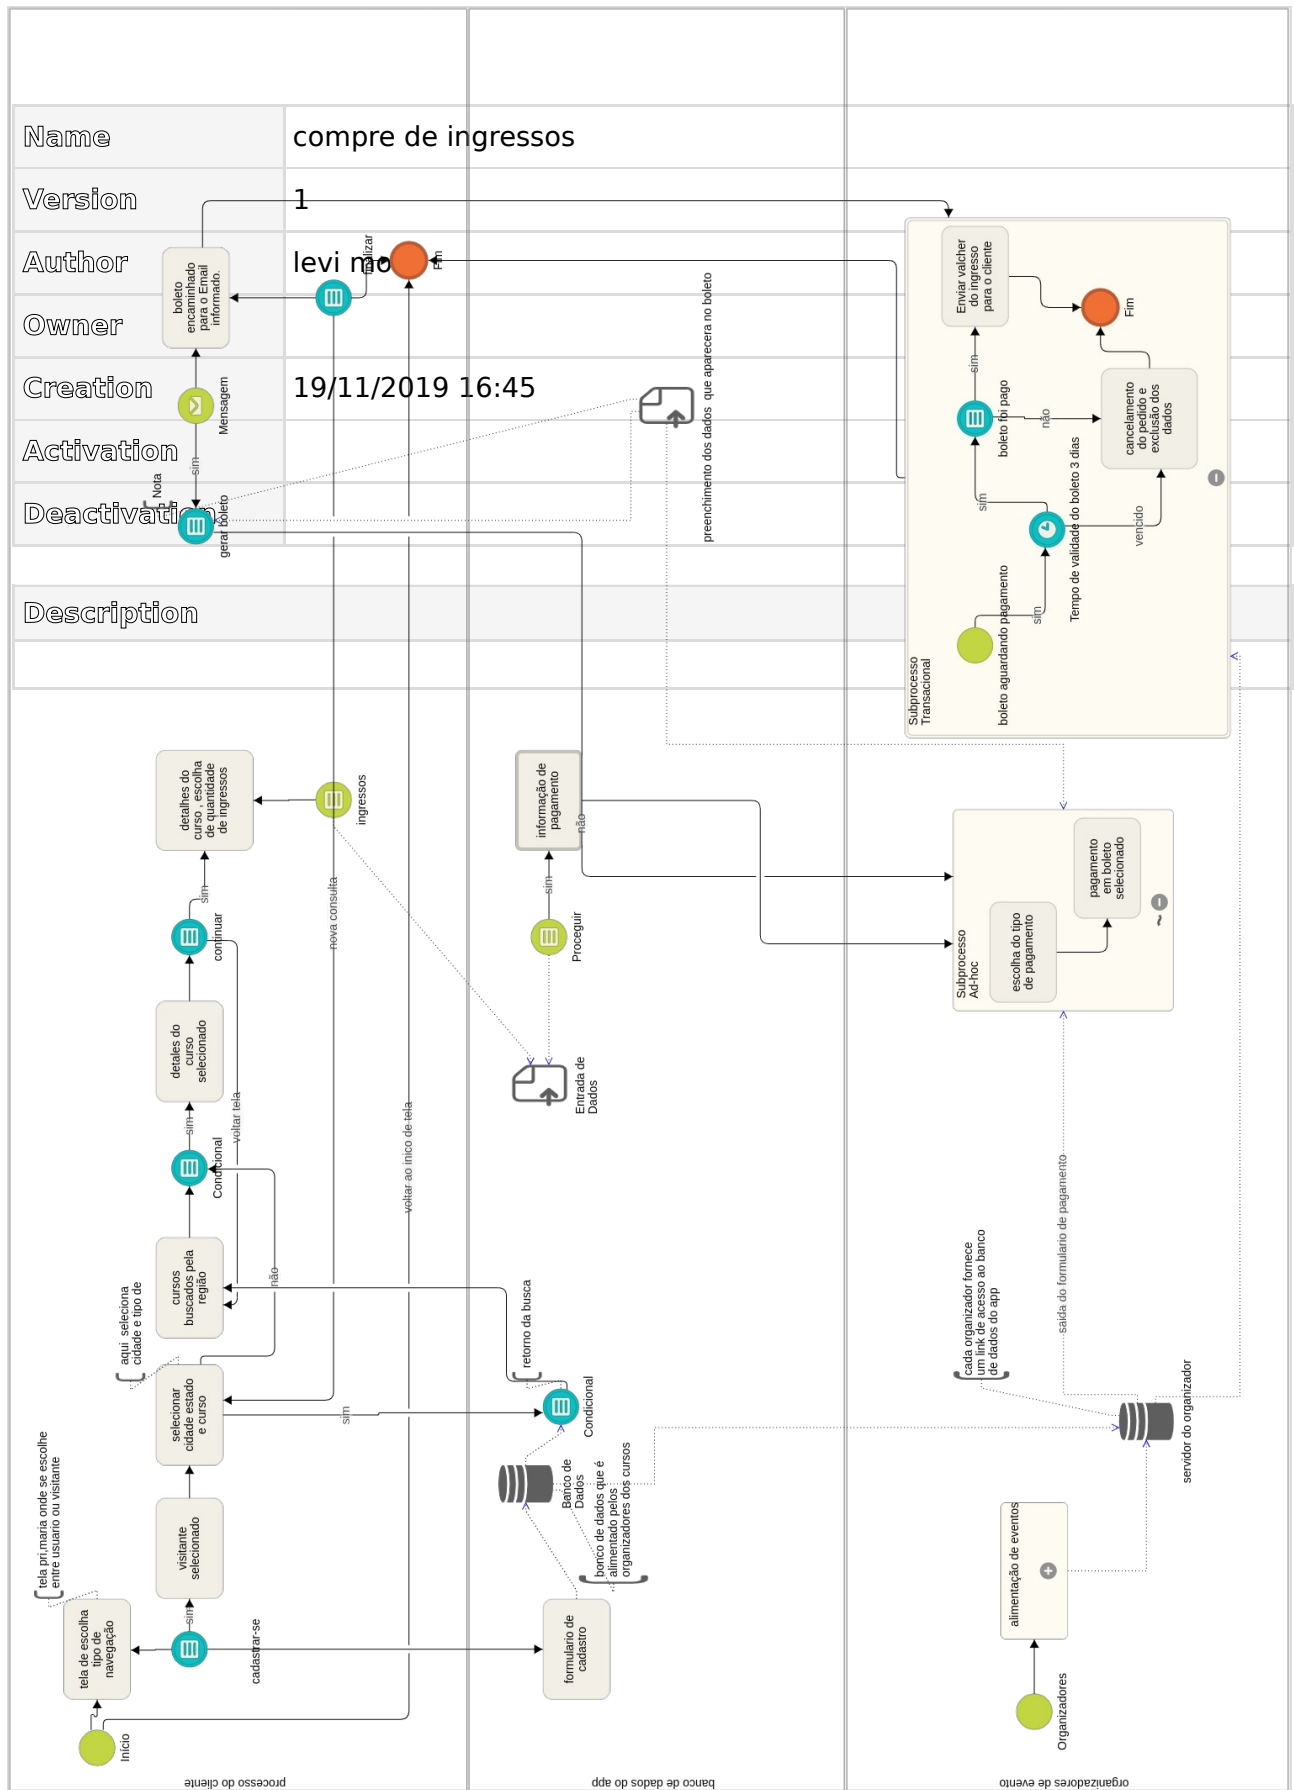 Name
compre de ingressos
Version
1
Author
levi mo
Owner
Creation
19/11/2019 16:45
Activation
Deactivation
Description
boleto
encaminhado
para o Email
informado.
finalizar
Fim
Mensagem
sim
Nota
gerar boleto
preenchimento dos dados que aparecera no boleto
Enviar valcher
do ingresso
para o cliente
Fim
sim
boleto foi pago
não
cancelamento
do pedido e
exclusão dos
dados
sim
Tempo de validade do boleto 3 dias
vencido
boleto aguardando pagamento
sim
Subprocesso
Transacional
detalhes do
curso , escolha
de quantidade
de ingressos
ingressos
sim
continuar
nova consulta
informação de
pagamento
não
sim
Proceguir
pagamento
em boleto
selecionado
escolha do tipo
de pagamento
Subprocesso
Ad-hoc
detales do
curso
selecionado
Entrada de
Dados
sim
voltar tela
Condicional
voltar ao inico de tela
saida do formulario de pagamento
cursos
buscados pela
região
não
aqui seleciona
cidade e tipo de
retorno da busca
cada organizador fornece
um link de acesso ao banco
de dados do app
selecionar
cidade estado
e curso
sim
Condicional
servidor do organizador
tela pri,maria onde se escolhe
entre usuario ou visitante
Banco de
Dados
bonco de dados que é
alimentado pelos
organizadores dos cursos
visitante
selecionado
alimentação de eventos
tela de escolha
tipo de
navegação
sim
cadastrar-se
formulario de
cadastro
Organizadores
Início
processo do cliente
banco de dados do app
organizadores de evento